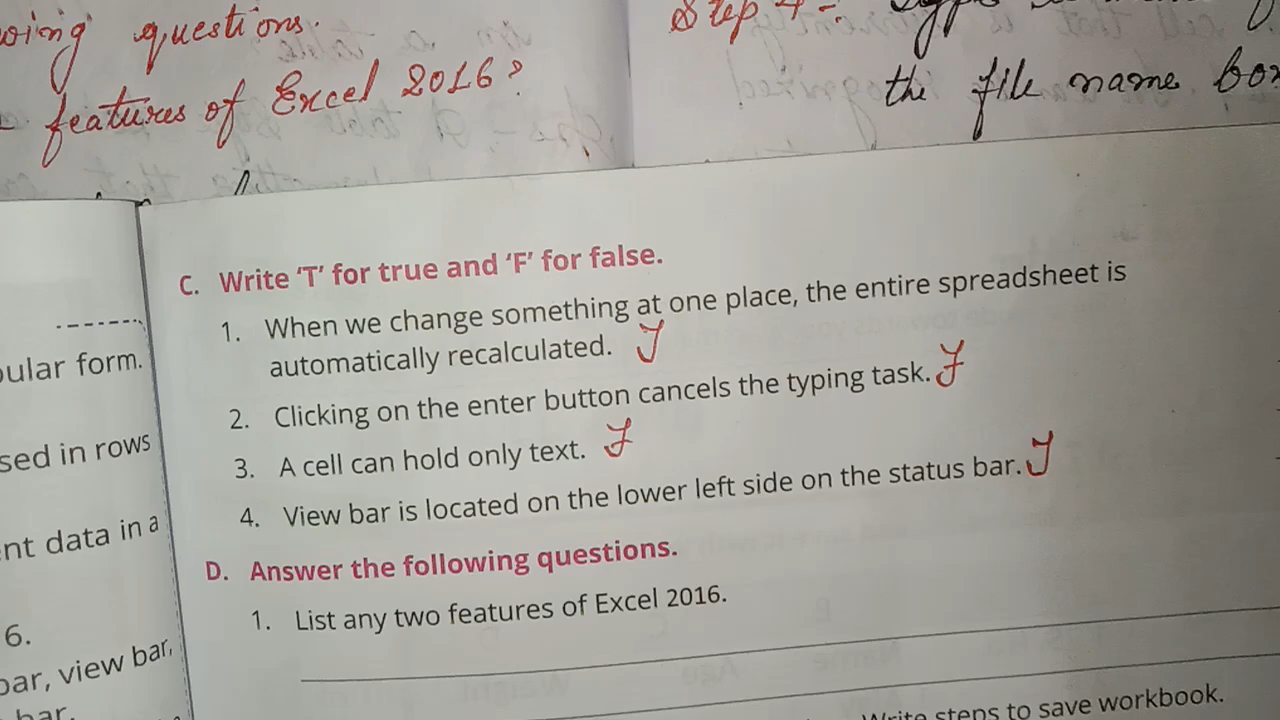 questions.
features of Excel 2016?
Step 4 -:
the file name box
C. Write ‘T’ for true and ‘F’ for false.
1. When we change something at one place, the entire spreadsheet is
automatically recalculated. T
2. Clicking on the enter button cancels the typing task. F
3. A cell can hold only text. F
4. View bar is located on the lower left side on the status bar. T
D. Answer the following questions.
1. List any two features of Excel 2016.
Write steps to save workbook.
form.
sed in rows
nt data in a
6.
bar, view bar,
bar.